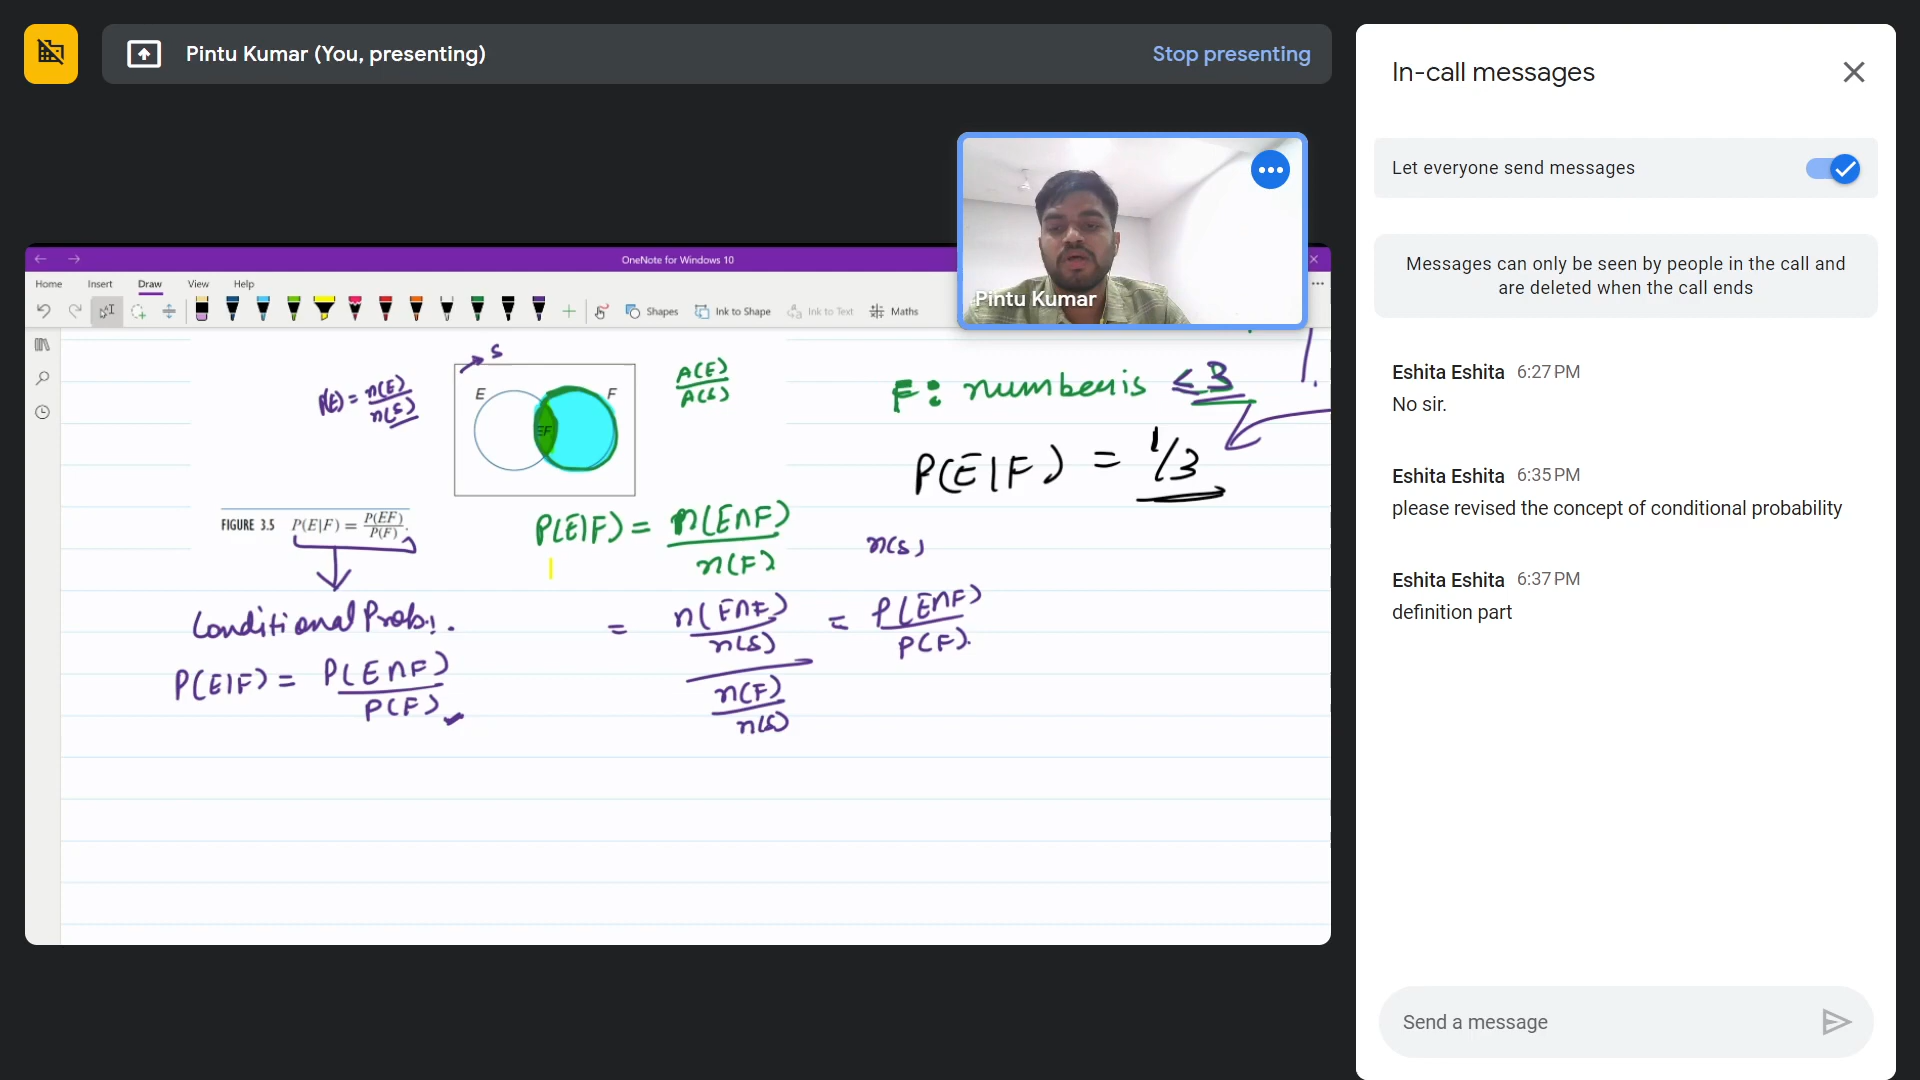 Pintu Kumar (You, presenting)
Stop presenting
In-call messages
Let everyone send messages
Messages can only be seen by people in the call and
are deleted when the call ends
Eshita Eshita 6:27 PM
No sir.
Eshita Eshita 6:35 PM
please revised the concept of conditional probability
Eshita Eshita 6:37 PM
definition part
Send a message
Pintu Kumar
OneNote for Windows 10
Home Insert Draw View Help
Shapes Ink to Shape Ink to Text Maths
S
P(E) = n(E)/n(S)
E F
EF
A(E)/A(S)
F: number is ≤3
P(E|F) = 1/3
FIGURE 3.5 P(E|F) = P(EF)/P(F).
P(E|F) = n(E∩F)/n(F)
n(S)
Conditional Prob.
= n(E∩F)/n(S) / n(F)/n(S) = P(E∩F)/P(F).
P(E|F) = P(E∩F)/P(F)